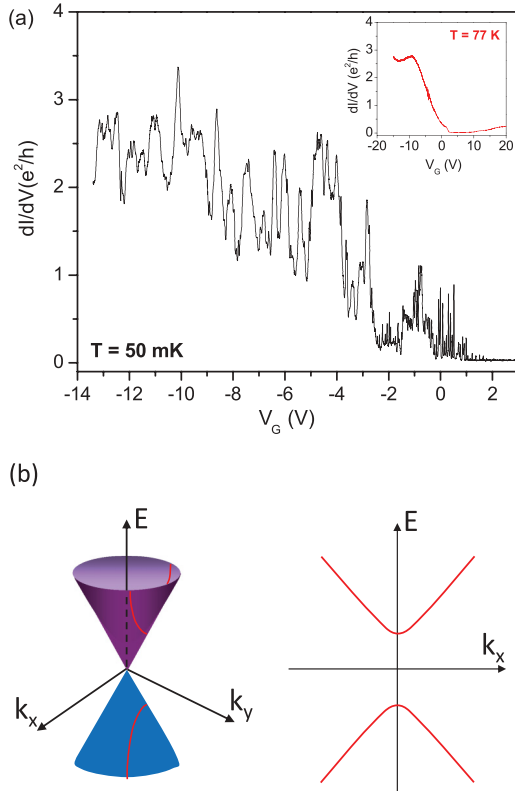 (a)
dI/dV(e²/h)
4
3
2
1
0
-14 -12 -10 -8 -6 -4 -2 0 2
V_G (V)
T = 50 mK
T = 77 K
dI/dV (e²/h)
4
3
2
1
0
-20 -10 0 10 20
V_G (V)
(b)
E
k_x
k_y
E
k_x